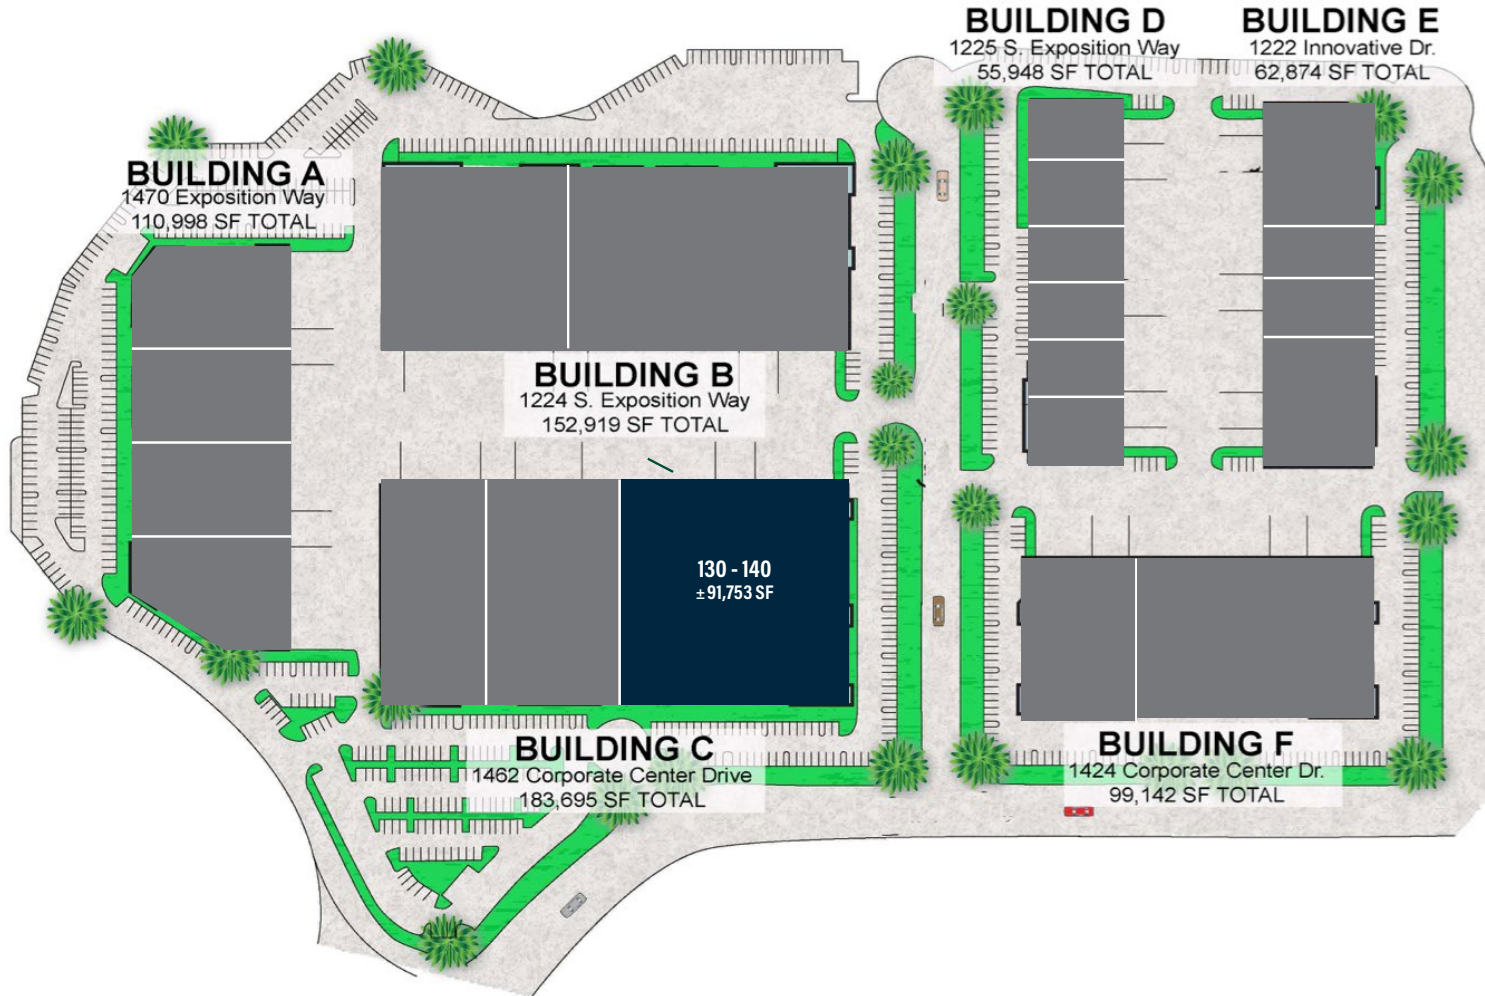 BUILDING D
1225 S. Exposition Way
55,948 SF TOTAL
BUILDING E
1222 Innovative Dr.
62,874 SF TOTAL
BUILDING A
1470 Exposition Way
110,998 SF TOTAL
BUILDING B
1224 S. Exposition Way
152,919 SF TOTAL
130 - 140
±91,753 SF
BUILDING C
1462 Corporate Center Drive
183,695 SF TOTAL
BUILDING F
1424 Corporate Center Dr.
99,142 SF TOTAL